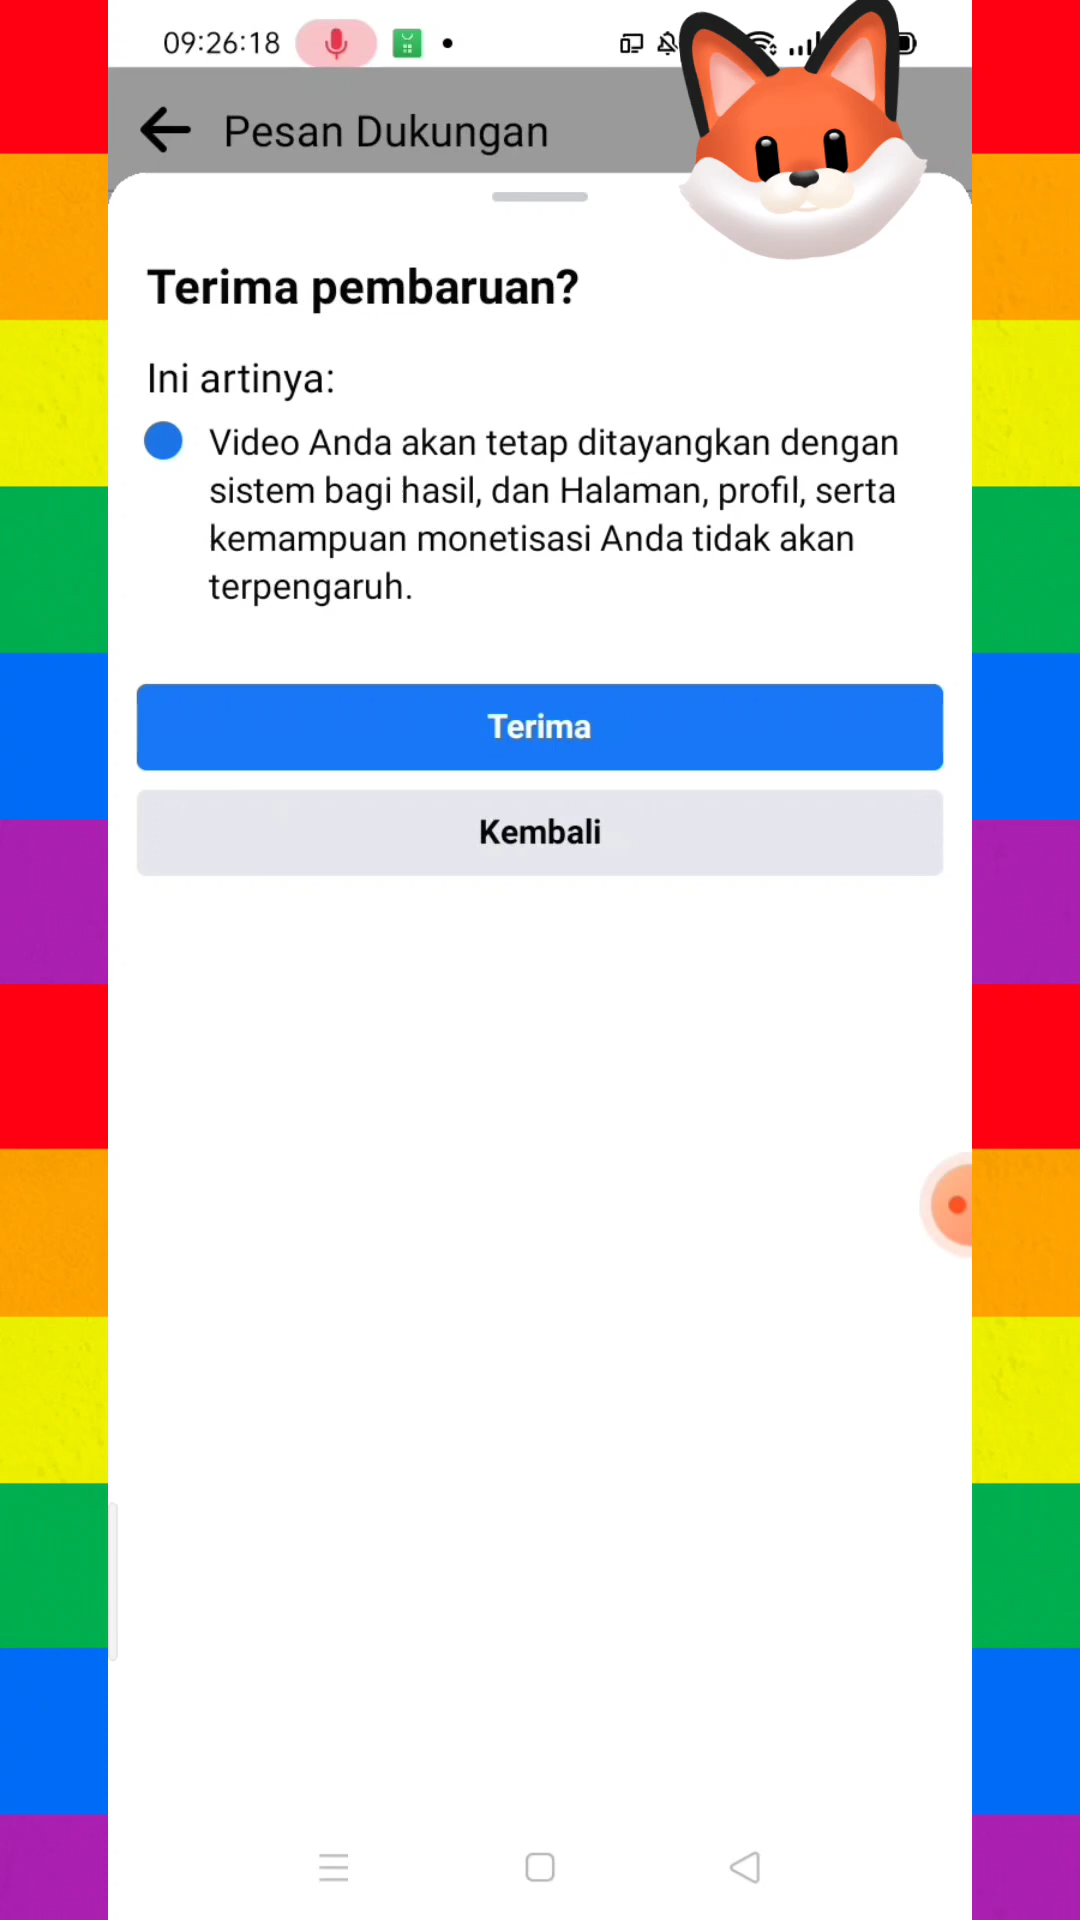 09:26:18
Pesan Dukungan
Terima pembaruan?
Ini artinya:
Video Anda akan tetap ditayangkan dengan
sistem bagi hasil, dan Halaman, profil, serta
kemampuan monetisasi Anda tidak akan
terpengaruh.
Terima
Kembali